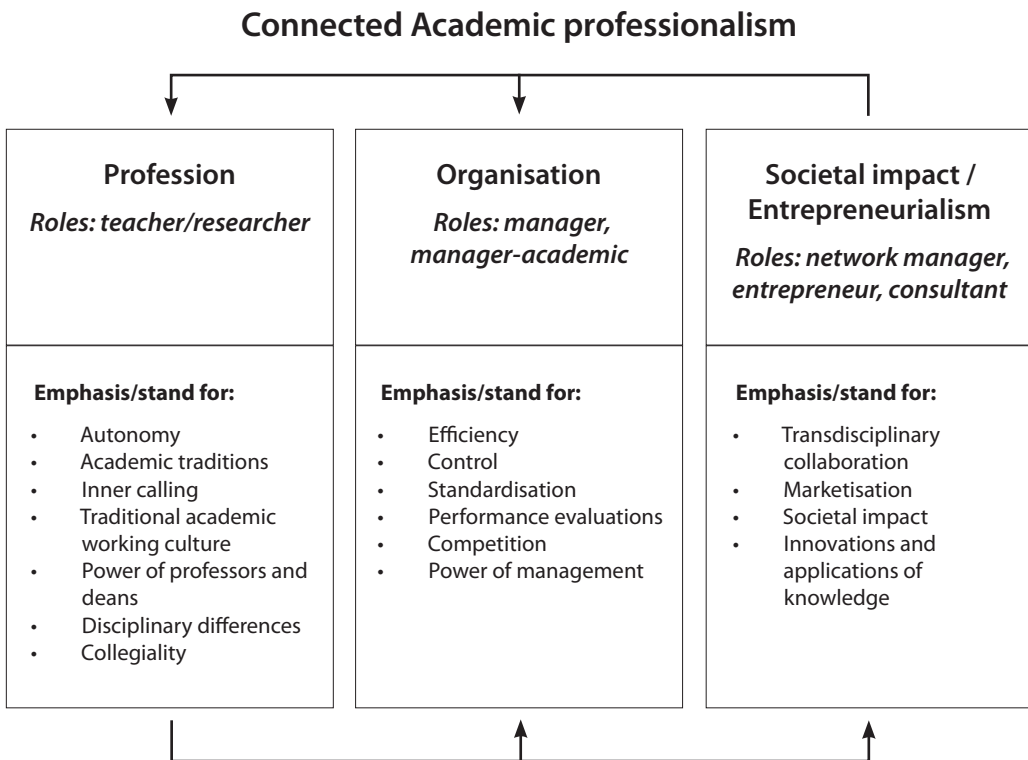 Connected Academic professionalism
Profession
Roles: teacher/researcher
Emphasis/stand for:
• Autonomy
• Academic traditions
• Inner calling
• Traditional academic
working culture
• Power of professors and
deans
• Disciplinary differences
• Collegiality
Organisation
Roles: manager,
manager-academic
Emphasis/stand for:
• Efficiency
• Control
• Standardisation
• Performance evaluations
• Competition
• Power of management
Societal impact /
Entrepreneurialism
Roles: network manager,
entrepreneur, consultant
Emphasis/stand for:
• Transdisciplinary
collaboration
• Marketisation
• Societal impact
• Innovations and
applications of
knowledge